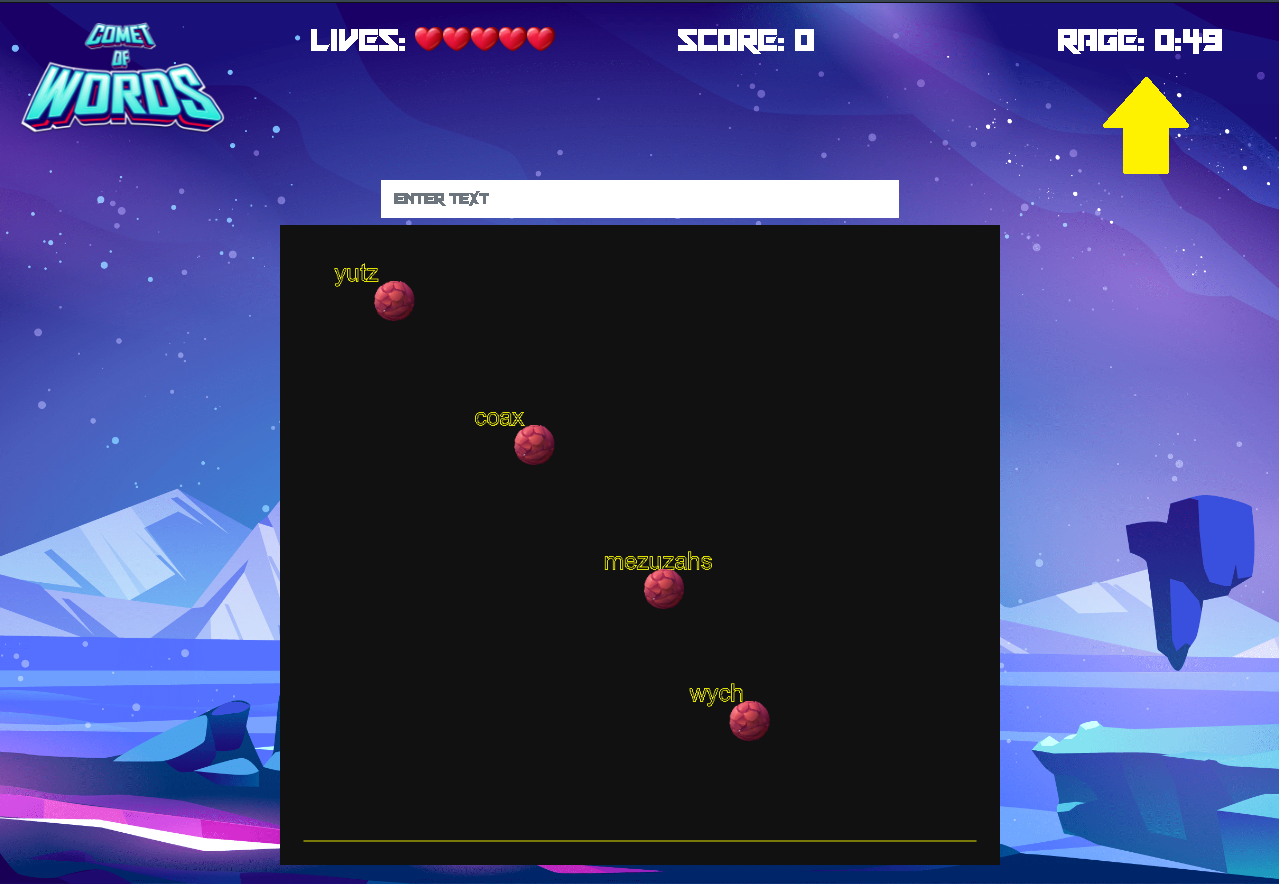 COMET
OF
WORDS
LIVES: ❤️❤️❤️❤️❤️
SCORE: 0
RAGE: 0:49
ENTER TEXT
yutz
coax
mezuzahs
wych